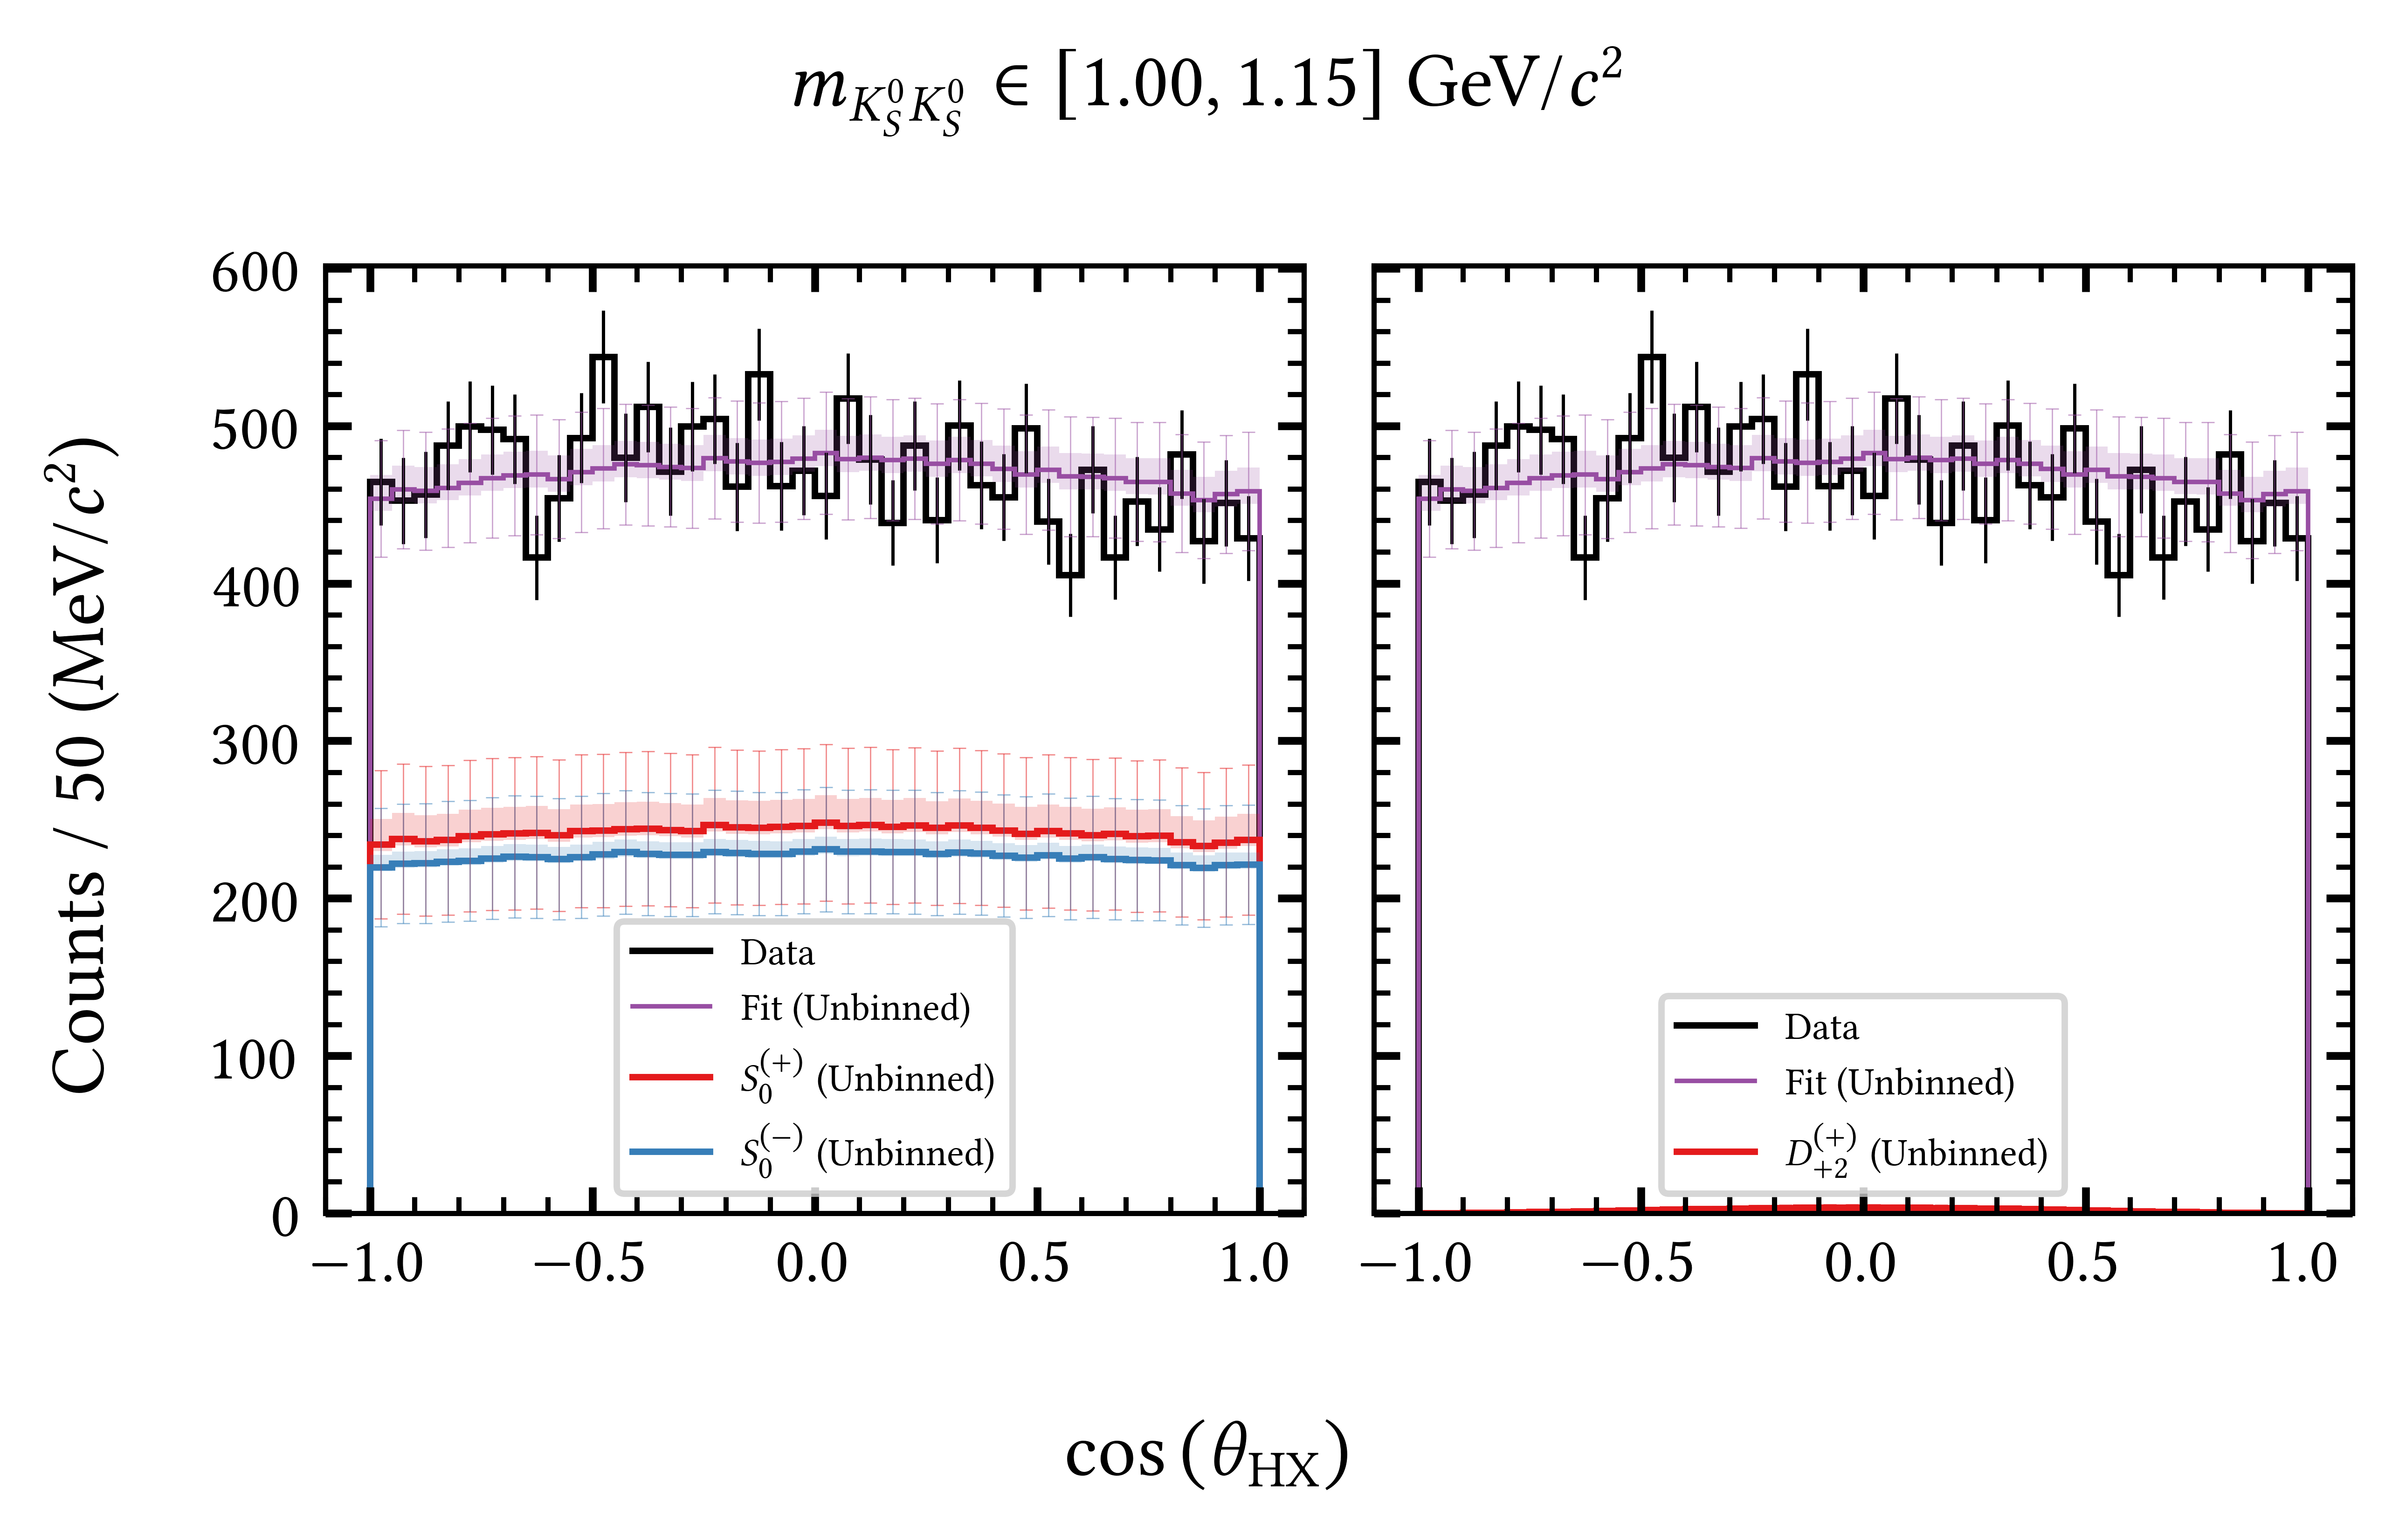 m_{K_S^0 K_S^0} ∈ [1.00, 1.15] GeV/c²
Counts / 50 (MeV/c²)
600
500
400
300
200
100
0
Data
Fit (Unbinned)
S_0^{(+)} (Unbinned)
S_0^{(−)} (Unbinned)
Data
Fit (Unbinned)
D_{+2}^{(+)} (Unbinned)
−1.0 −0.5 0.0 0.5 1.0
−1.0 −0.5 0.0 0.5 1.0
cos (θ_{HX})